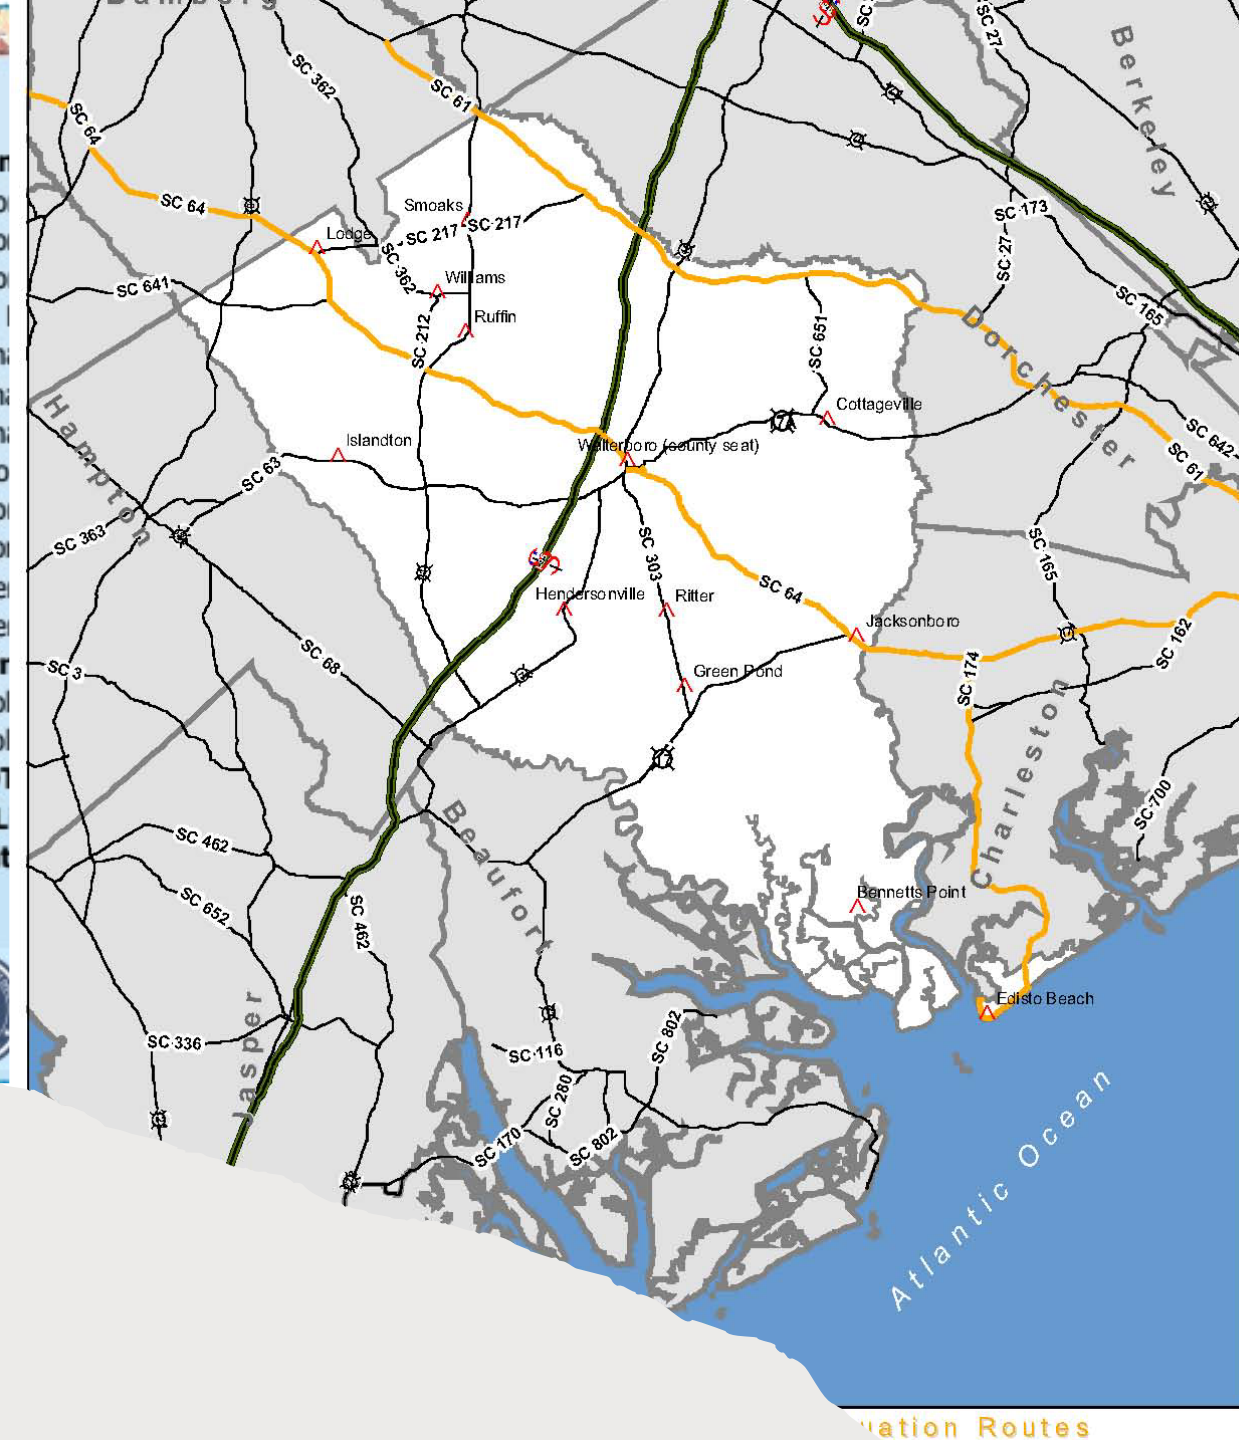 SC 27
Berkeley
SC 362
SC 61
SC 64
SC 64
Smoaks
SC 217
SC 217
SC 173
Lodge
SC 362
SC 27
Williams
SC 641
Ruffin
SC 165
SC 212
SC 651
Dorchester
Cottageville
Hampton
Islandton
Walterboro (county seat)
SC 642
SC 61
SC 63
17A
SC 363
SC 303
SC 165
Hendersonville
Ritter
SC 64
Jacksonboro
17
SC 162
SC 68
SC 3
Green Pond
SC 174
17
Charleston
SC 700
SC 462
Beaufort
SC 652
SC 462
Bennetts Point
Edisto Beach
Jasper
SC 336
SC 116
SC 802
SC 280
SC 170
SC 802
Atlantic Ocean
uation Routes